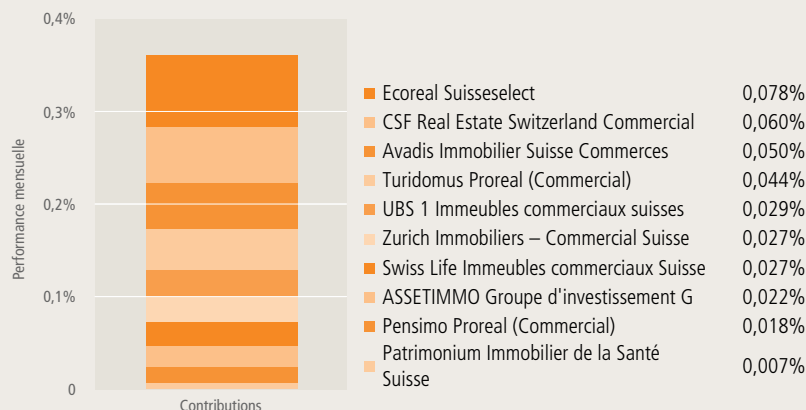 0,4%
0,3%
0,2%
0,1%
0
Performance mensuelle
Contributions
Ecoreal Suisseselect 0,078%
CSF Real Estate Switzerland Commercial 0,060%
Avadis Immobilier Suisse Commerces 0,050%
Turidomus Proreal (Commercial) 0,044%
UBS 1 Immeubles commerciaux suisses 0,029%
Zurich Immobiliers – Commercial Suisse 0,027%
Swiss Life Immeubles commerciaux Suisse 0,027%
ASSETIMMO Groupe d'investissement G 0,022%
Pensimo Proreal (Commercial) 0,018%
Patrimonium Immobilier de la Santé
Suisse 0,007%